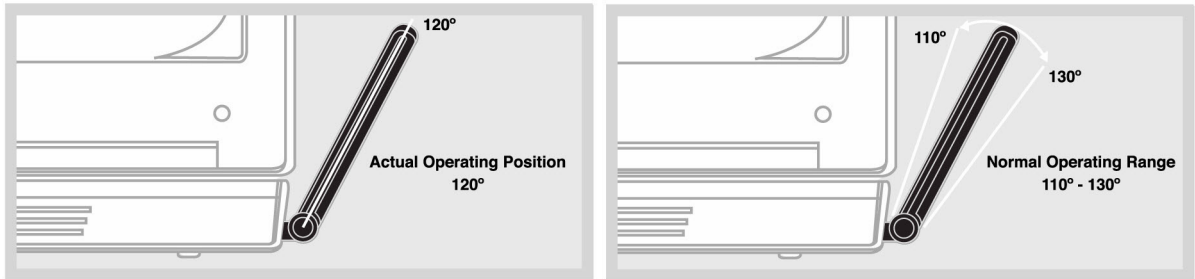 120º
Actual Operating Position
120º
110º
130º
Normal Operating Range
110º - 130º